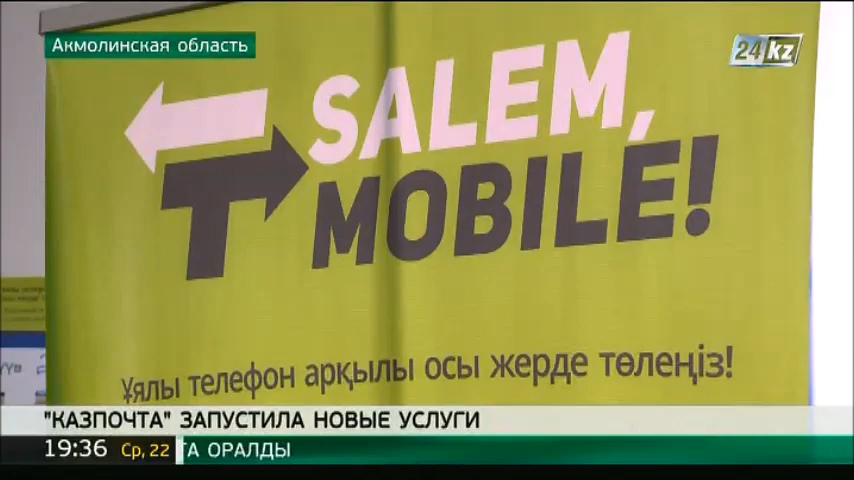 Акмолинская область
24kz
SALEM,
MOBILE!
Ұялы телефон арқылы осы жерде төлеңіз!
"КАЗПОЧТА" ЗАПУСТИЛА НОВЫЕ УСЛУГИ
19:36 Ср, 22 ТА ОРАЛДЫ